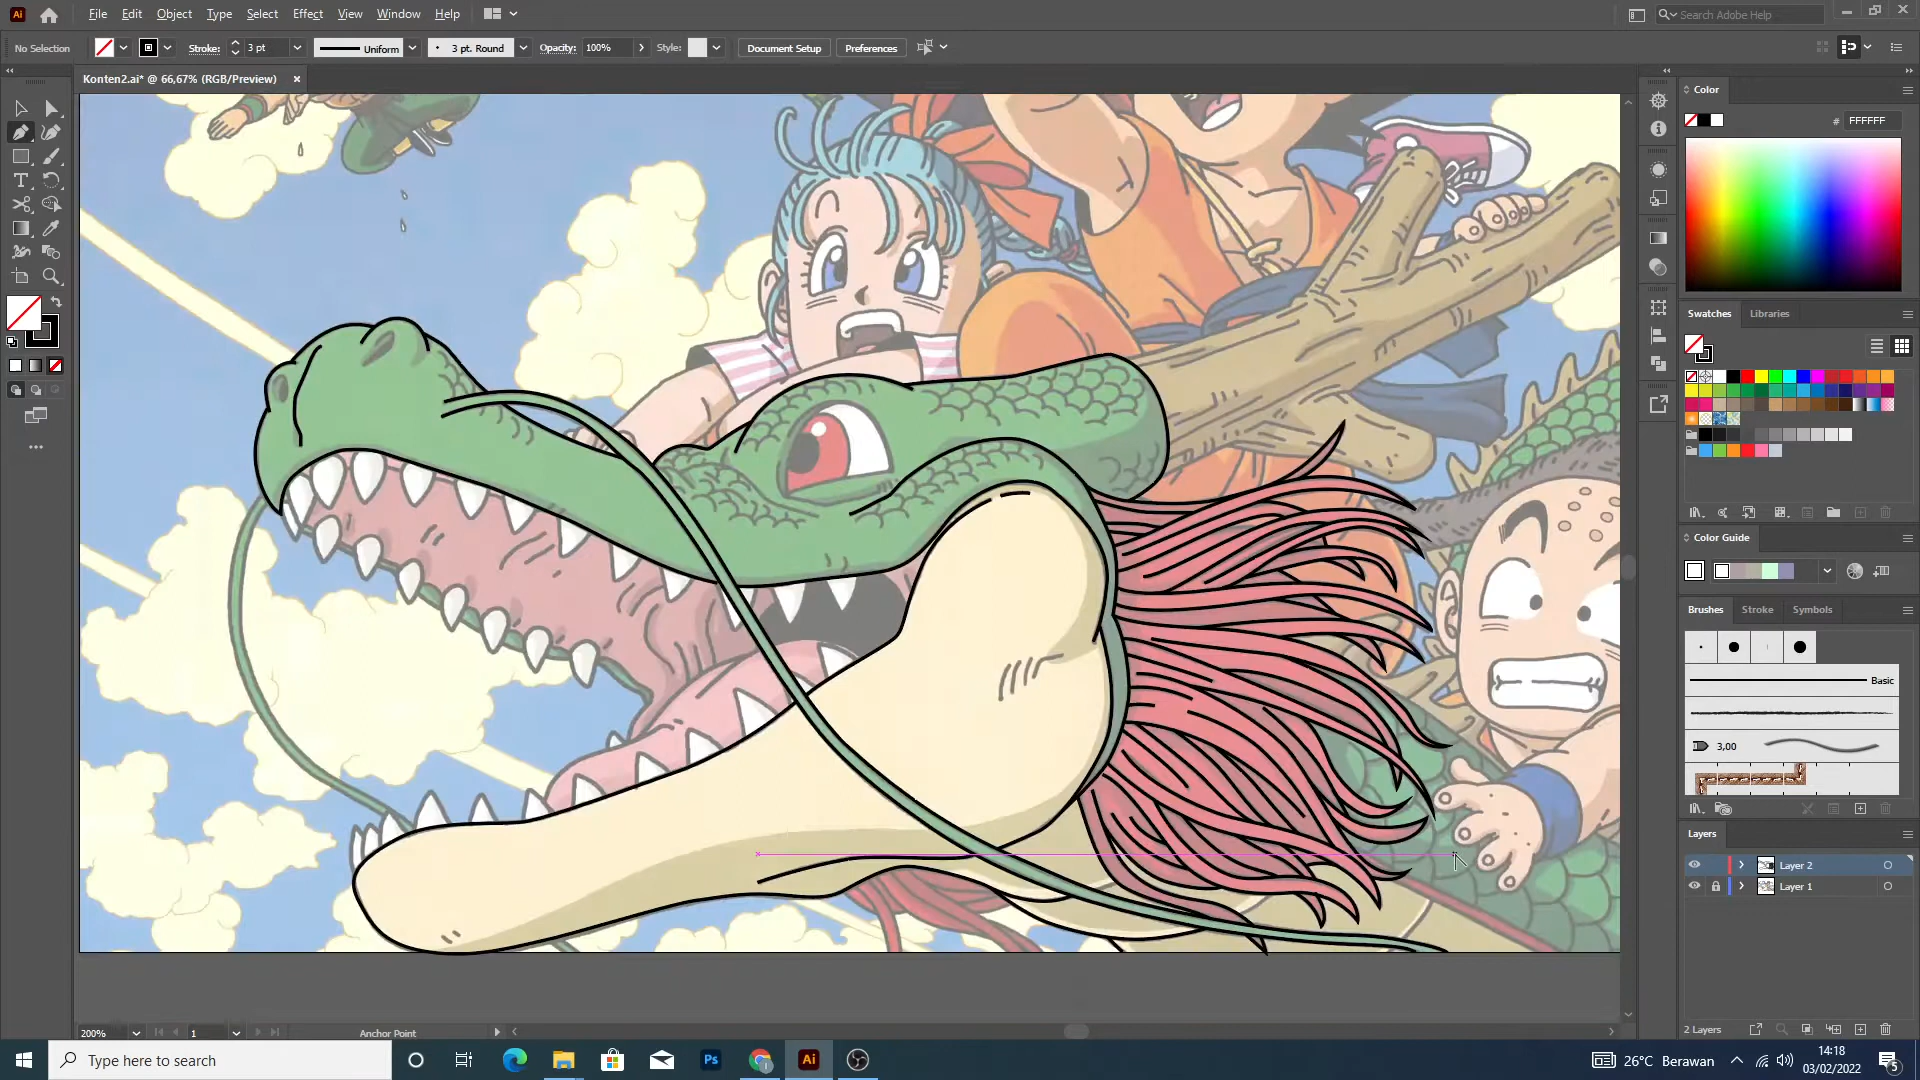 Ai File Edit Object Type Select Effect View Window Help Search Adobe Help
No Selection Stroke: 3 pt Uniform 3 pt. Round Opacity: 100% Style: Document Setup Preferences
Konten2.ai* @ 66,67% (RGB/Preview)
Color
# FFFFFF
Swatches Libraries
Color Guide
Brushes Stroke Symbols
Basic
3,00
Layers
Layer 2
Layer 1
2 Layers
200% 1 Anchor Point
Type here to search Ps Ai 26°C Berawan 14:18
03/02/2022 5